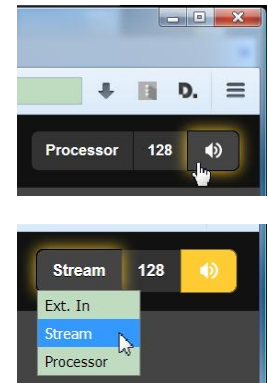 D.
Processor 128
Stream 128
Ext. In
Stream
Processor